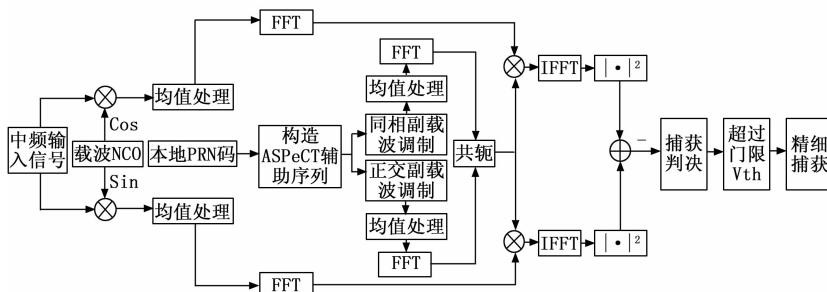 FFT
FFT
均值处理
均值处理
IFFT
|•|²
中频输
入信号
Cos
载波NCO
Sin
本地PRN码
构造
ASPeCT辅
助序列
同相副载
波调制
正交副载
波调制
共轭
−
捕获
判决
超过
门限
Vth
精细
捕获
均值处理
均值处理
IFFT
|•|²
FFT
FFT